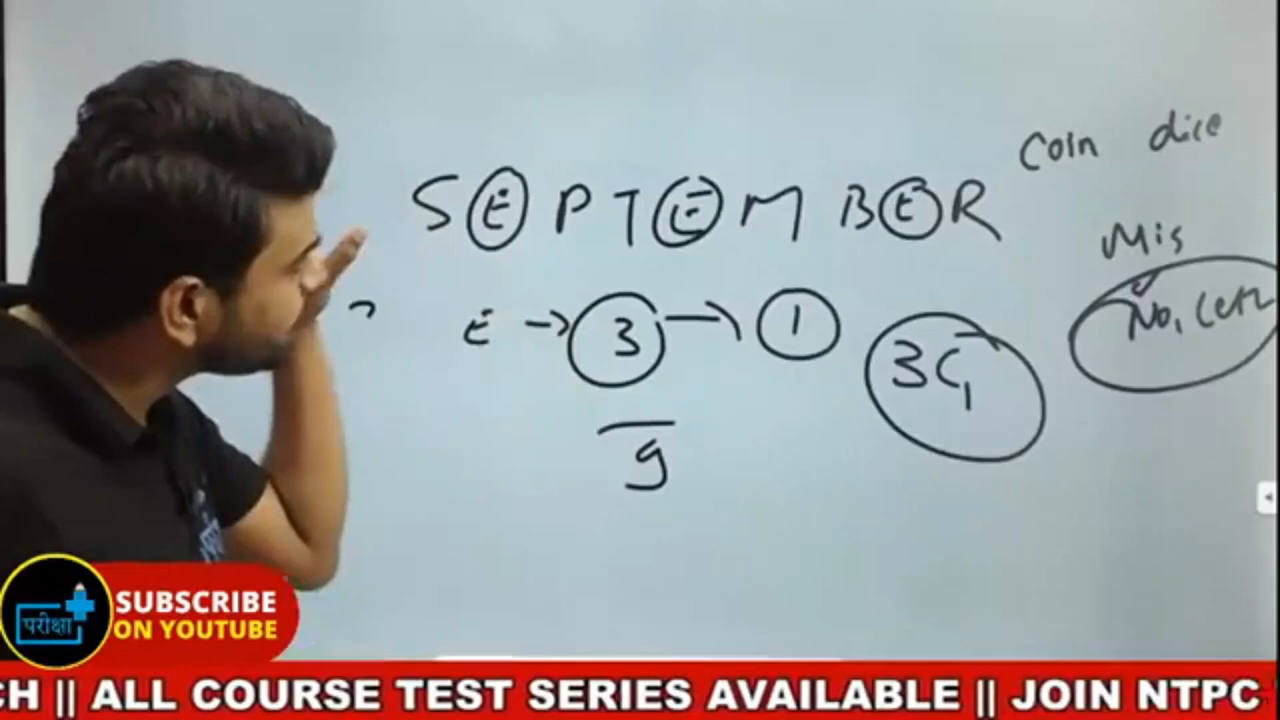 Coin dice
SEPTEMBER
Mis
E → 3 → 1
3C1
No,
9
परीक्षा
SUBSCRIBE
ON YOUTUBE
CH || ALL COURSE TEST SERIES AVAILABLE || JOIN NTPC